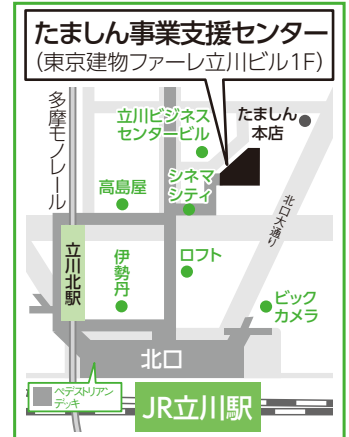 たましん事業支援センター
(東京建物ファーレ立川ビル1F)
多摩モノレール
立川ビジネス
センタービル
たましん
本店
高島屋
シネマ
シティ
北口大通り
立川北駅
伊勢丹
ロフト
ビック
カメラ
北口
ペデストリアン
デッキ
JR立川駅